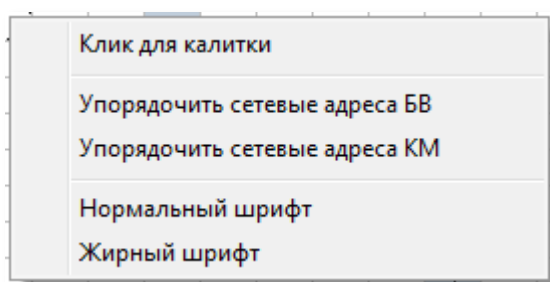 Клик для калитки
Упорядочить сетевые адреса БВ
Упорядочить сетевые адреса КМ
Нормальный шрифт
Жирный шрифт